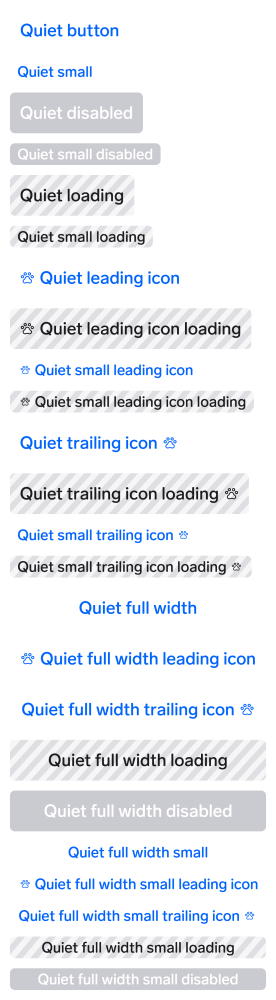 Quiet button
Quiet small
Quiet disabled
Quiet small disabled
Quiet loading
Quiet small loading
Quiet leading icon
Quiet leading icon loading
Quiet small leading icon
Quiet small leading icon loading
Quiet trailing icon
Quiet trailing icon loading
Quiet small trailing icon
Quiet small trailing icon loading
Quiet full width
Quiet full width leading icon
Quiet full width trailing icon
Quiet full width loading
Quiet full width disabled
Quiet full width small
Quiet full width small leading icon
Quiet full width small trailing icon
Quiet full width small loading
Quiet full width small disabled